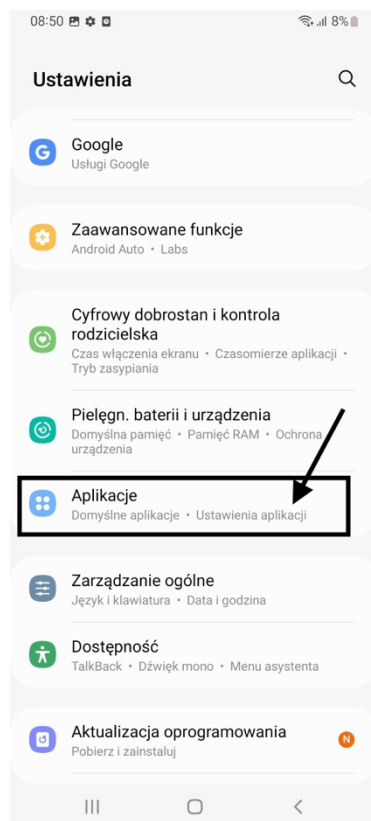 08:50 8%
Ustawienia
Google
Usługi Google
Zaawansowane funkcje
Android Auto • Labs
Cyfrowy dobrostan i kontrola
rodzicielska
Czas włączenia ekranu • Czasomierze aplikacji •
Tryb zasypiania
Pielęgn. baterii i urządzenia
Domyślna pamięć • Pamięć RAM • Ochrona
urządzenia
Aplikacje
Domyślne aplikacje • Ustawienia aplikacji
Zarządzanie ogólne
Język i klawiatura • Data i godzina
Dostępność
TalkBack • Dźwięk mono • Menu asystenta
Aktualizacja oprogramowania N
Pobierz i zainstaluj